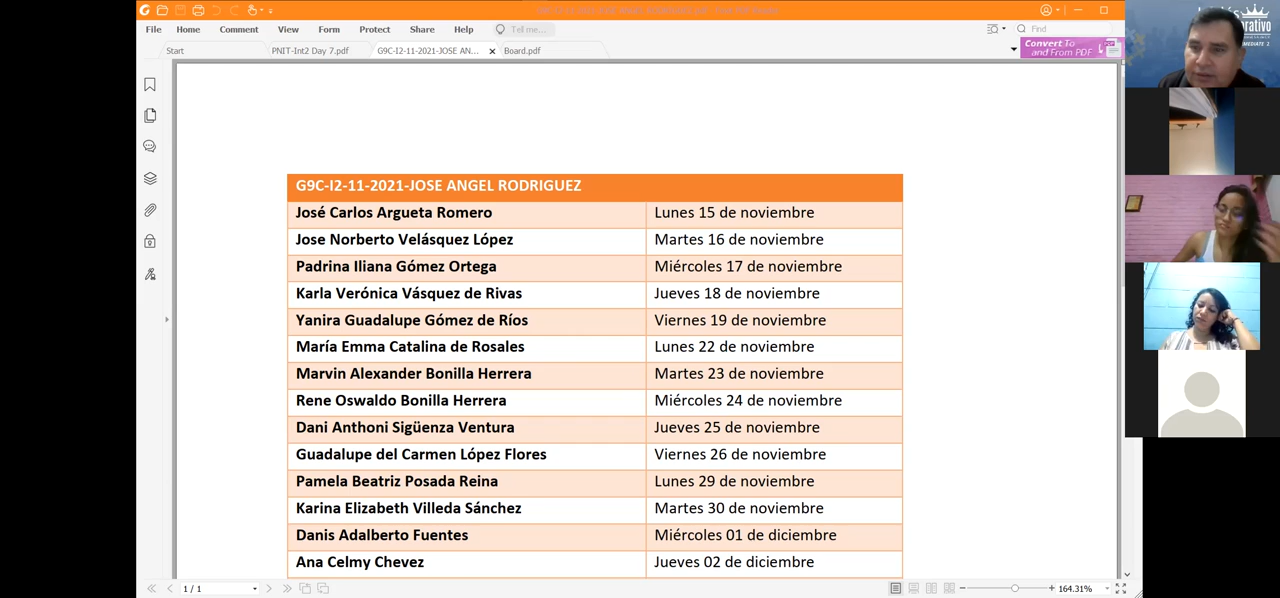 File Home Comment View Form Protect Share Help Tell me... Find
Start PNIT-Int2 Day 7.pdf G9C-I2-11-2021-JOSE AN... Board.pdf
Convert To
and From PDF
G9C-I2-11-2021-JOSE ANGEL RODRIGUEZ
José Carlos Argueta Romero Lunes 15 de noviembre
Jose Norberto Velásquez López Martes 16 de noviembre
Padrina Iliana Gómez Ortega Miércoles 17 de noviembre
Karla Verónica Vásquez de Rivas Jueves 18 de noviembre
Yanira Guadalupe Gómez de Ríos Viernes 19 de noviembre
María Emma Catalina de Rosales Lunes 22 de noviembre
Marvin Alexander Bonilla Herrera Martes 23 de noviembre
Rene Oswaldo Bonilla Herrera Miércoles 24 de noviembre
Dani Anthoni Sigüenza Ventura Jueves 25 de noviembre
Guadalupe del Carmen López Flores Viernes 26 de noviembre
Pamela Beatriz Posada Reina Lunes 29 de noviembre
Karina Elizabeth Villeda Sánchez Martes 30 de noviembre
Danis Adalberto Fuentes Miércoles 01 de diciembre
Ana Celmy Chevez Jueves 02 de diciembre
1 / 1 164.31%